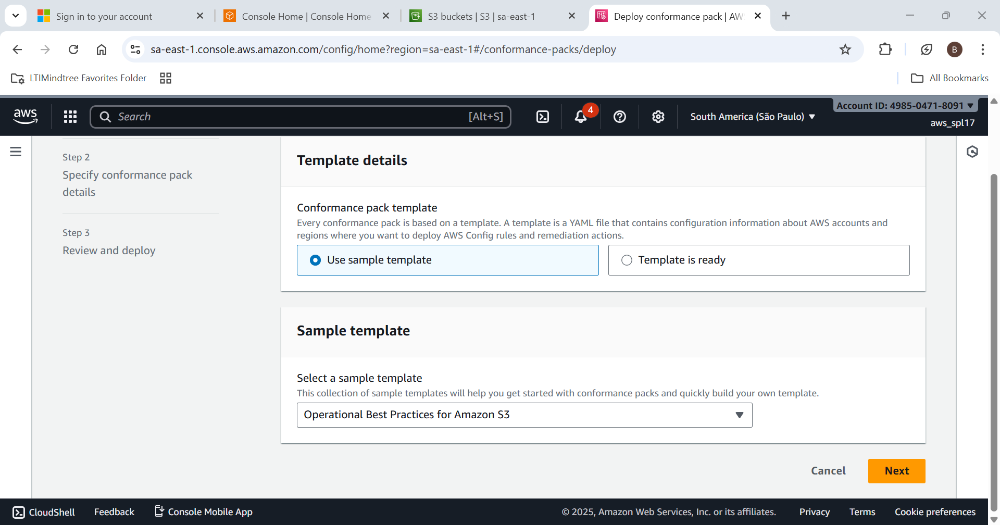 Sign in to your account
Console Home | Console Home
S3 buckets | S3 | sa-east-1
Deploy conformance pack | AW
sa-east-1.console.aws.amazon.com/config/home?region=sa-east-1#/conformance-packs/deploy
B
LTIMindtree Favorites Folder
All Bookmarks
aws
Search
[Alt+S]
4
South America (São Paulo)
Account ID: 4985-0471-8091
aws_spl17
Step 2
Specify conformance pack
details
Step 3
Review and deploy
Template details
Conformance pack template
Every conformance pack is based on a template. A template is a YAML file that contains configuration information about AWS accounts and
regions where you want to deploy AWS Config rules and remediation actions.
Use sample template
Template is ready
Sample template
Select a sample template
This collection of sample templates will help you get started with conformance packs and quickly build your own template.
Operational Best Practices for Amazon S3
Cancel
Next
CloudShell
Feedback
Console Mobile App
© 2025, Amazon Web Services, Inc. or its affiliates.
Privacy
Terms
Cookie preferences